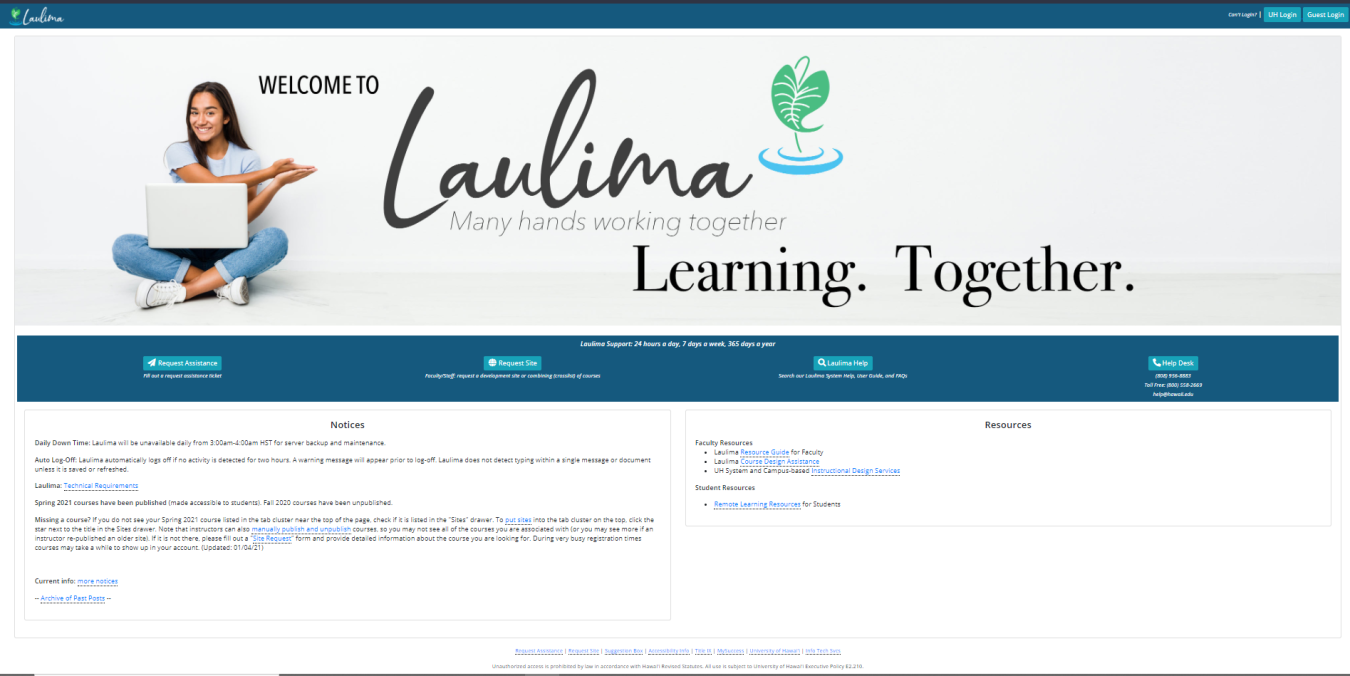 Laulima
Can't Login? | UH Login Guest Login
WELCOME TO
Laulima
Many hands working together
Learning. Together.
Laulima Support: 24 hours a day, 7 days a week, 365 days a year
Request Assistance
Fill out a request assistance ticket
Request Site
Faculty/Staff: request a development site or combining (crosslist) of courses
Laulima Help
Search our Laulima System Help, User Guide, and FAQs
Help Desk
(808) 956-8883
Toll Free: (800) 558-2669
help@hawaii.edu
Notices
Daily Down Time: Laulima will be unavailable daily from 3:00am-4:00am HST for server backup and maintenance.
Auto Log-Off: Laulima automatically logs off if no activity is detected for two hours. A warning message will appear prior to log-off. Laulima does not detect typing within a single message or document
unless it is saved or refreshed.
Laulima: Technical Requirements
Spring 2021 courses have been published (made accessible to students). Fall 2020 courses have been unpublished.
Missing a course? If you do not see your Spring 2021 course listed in the tab cluster near the top of the page, check if it is listed in the "Sites" drawer. To put sites into the tab cluster on the top, click the
star next to the title in the Sites drawer. Note that instructors can also manually publish and unpublish courses, so you may not see all of the courses you are associated with (or you may see more if an
instructor re-published an older site). If it is not there, please fill out a "Site Request" form and provide detailed information about the course you are looking for. During very busy registration times
courses may take a while to show up in your account. (Updated: 01/04/21)
Current info: more notices
-- Archive of Past Posts --
Resources
Faculty Resources
• Laulima Resource Guide for Faculty
• Laulima Course Design Assistance
• UH System and Campus-based Instructional Design Services
Student Resources
• Remote Learning Resources for Students
Request Assistance | Request Site | Suggestion Box | Accessibility Info | Title IX | MySuccess | University of Hawai'i | Info Tech Svcs
Unauthorized access is prohibited by law in accordance with Hawai'i Revised Statutes. All use is subject to University of Hawai'i Executive Policy E2.210.